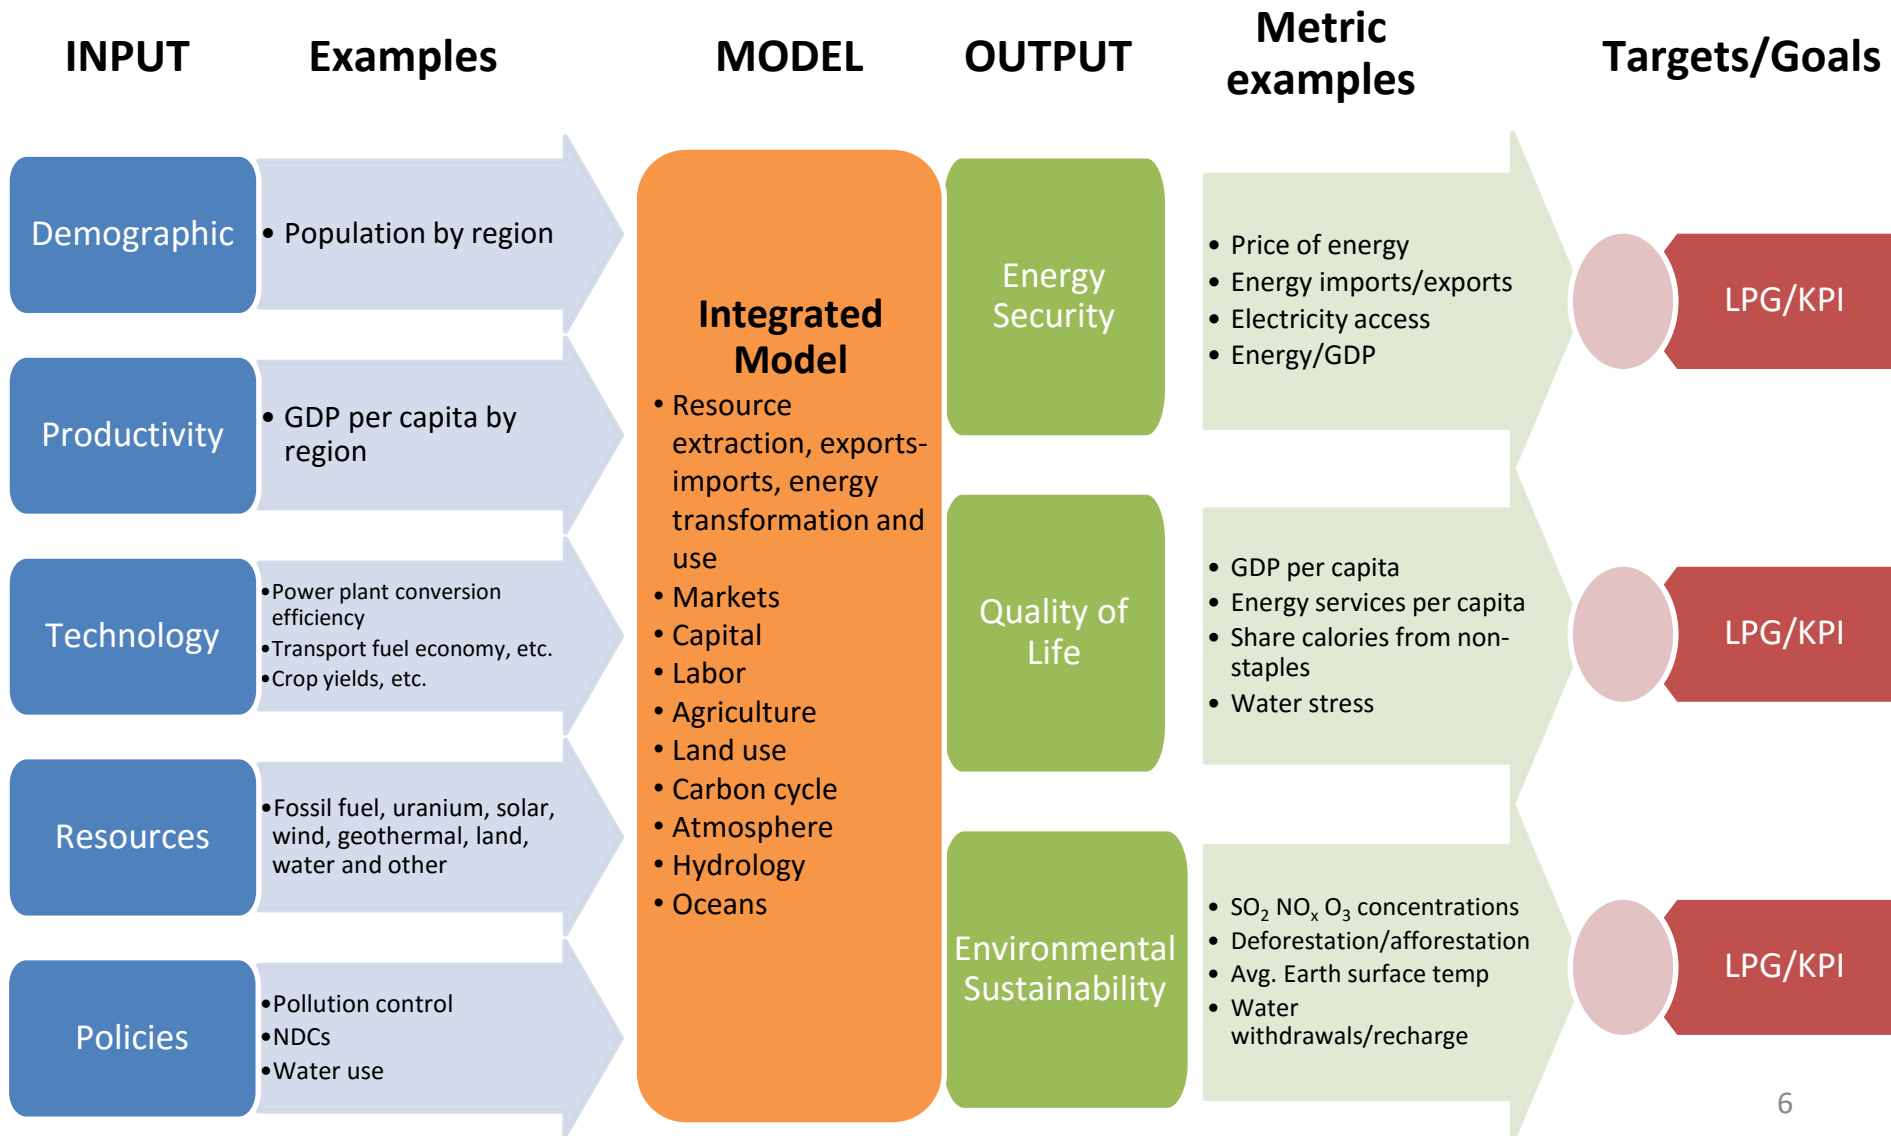 INPUT
Examples
MODEL
OUTPUT
Metric
examples
Targets/Goals
Demographic
• Population by region
Productivity
• GDP per capita by
region
Technology
•Power plant conversion
efficiency
•Transport fuel economy, etc.
•Crop yields, etc.
Resources
•Fossil fuel, uranium, solar,
wind, geothermal, land,
water and other
Policies
•Pollution control
•NDCs
•Water use
Integrated
Model
• Resource
extraction, exports-
imports, energy
transformation and
use
• Markets
• Capital
• Labor
• Agriculture
• Land use
• Carbon cycle
• Atmosphere
• Hydrology
• Oceans
Energy
Security
• Price of energy
• Energy imports/exports
• Electricity access
• Energy/GDP
LPG/KPI
Quality of
Life
• GDP per capita
• Energy services per capita
• Share calories from non-
staples
• Water stress
LPG/KPI
Environmental
Sustainability
• SO₂ NOₓ O₃ concentrations
• Deforestation/afforestation
• Avg. Earth surface temp
• Water
withdrawals/recharge
LPG/KPI
6